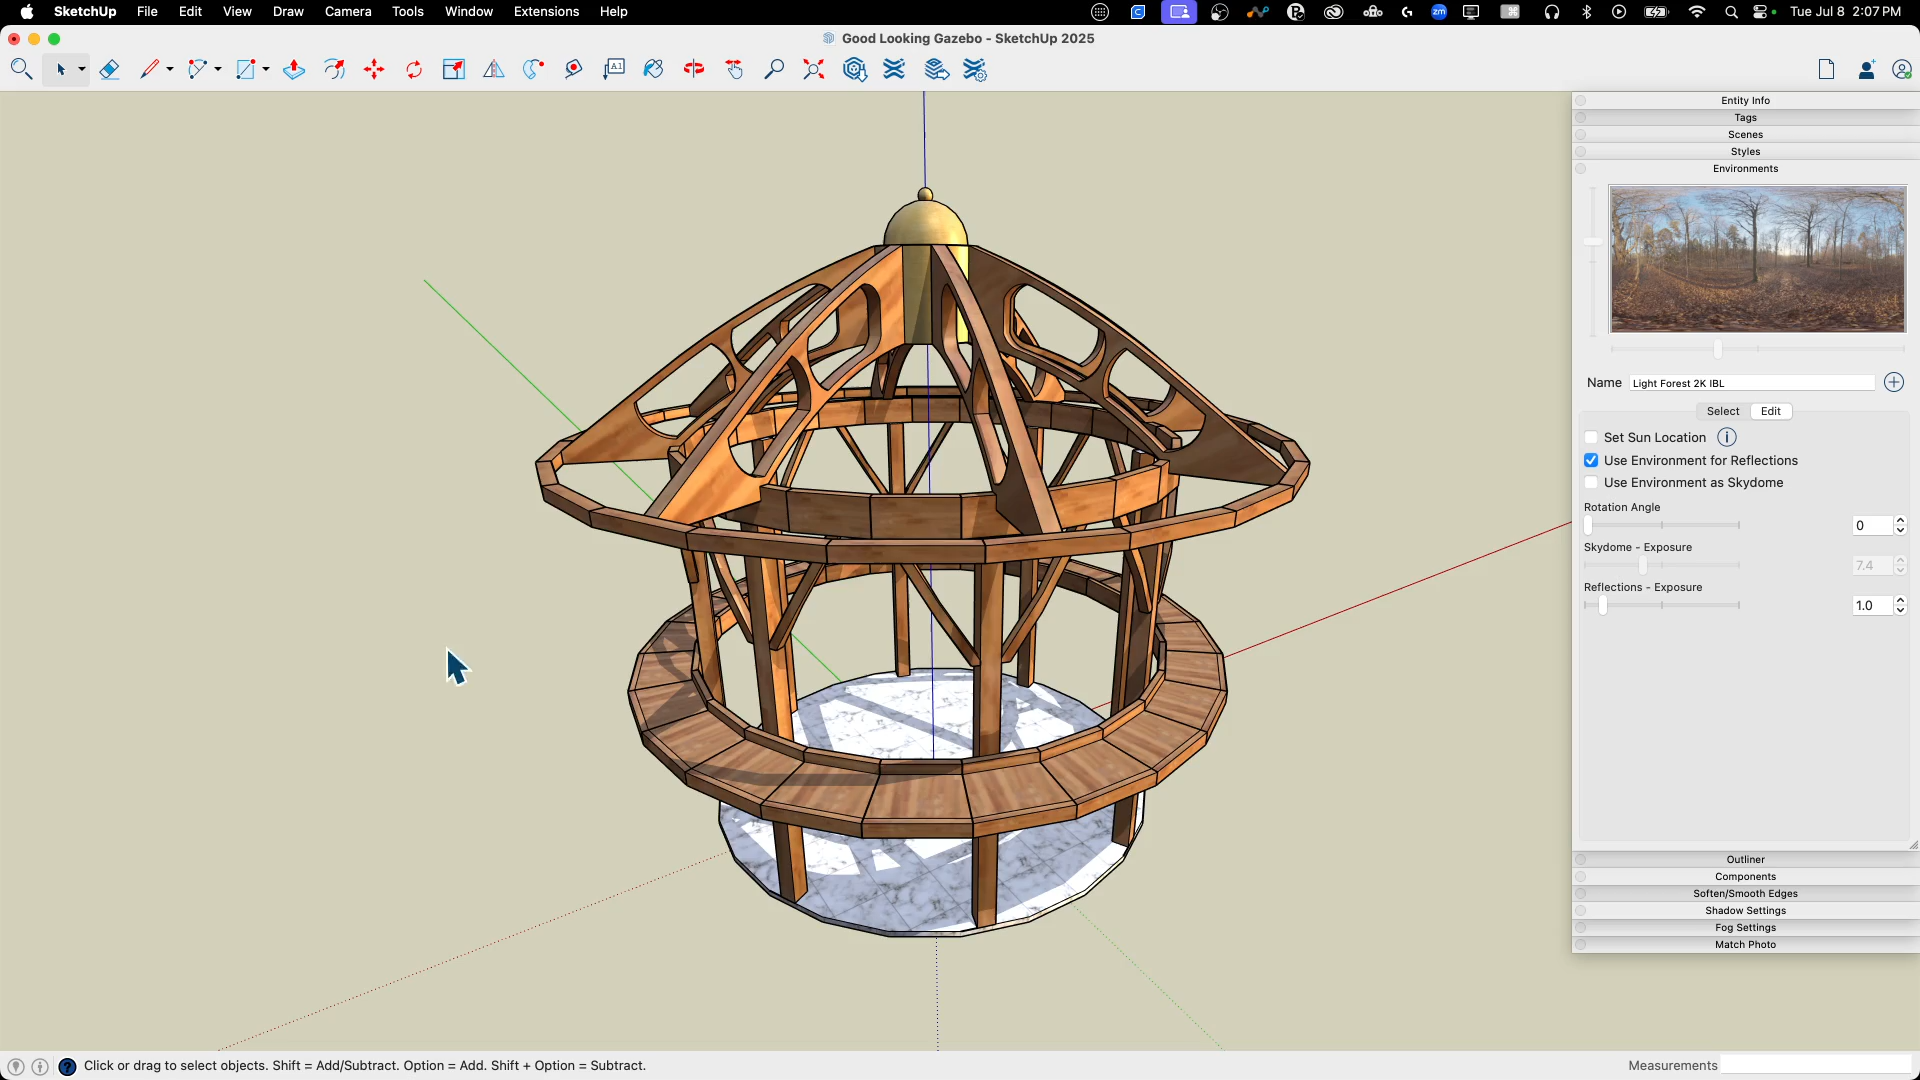 SketchUp File Edit View Draw Camera Tools Window Extensions Help
zm
Tue Jul 8 2:07 PM
Good Looking Gazebo - SketchUp 2025
A1
Entity Info
Tags
Scenes
Styles
Environments
Name Light Forest 2K IBL
Select Edit
Set Sun Location
Use Environment for Reflections
Use Environment as Skydome
Rotation Angle
0
Skydome - Exposure
7.4
Reflections - Exposure
1.0
Outliner
Components
Soften/Smooth Edges
Shadow Settings
Fog Settings
Match Photo
Click or drag to select objects. Shift = Add/Subtract. Option = Add. Shift + Option = Subtract.
Measurements